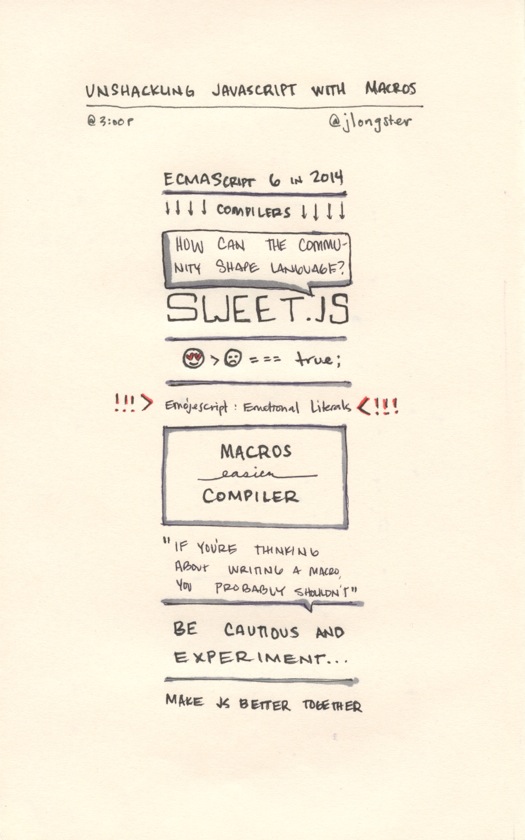 UNSHACKLING JAVASCRIPT WITH MACROS
@3:00P @jlongster
ECMASCRIPT 6 IN 2014
↓↓↓↓ COMPILERS ↓↓↓↓
HOW CAN THE COMMU-
NITY SHAPE LANGUAGE?
SWEET.JS
😍 > ☹ === true;
!!!> Emojescript: Emotional Literals <!!!
MACROS
easier
COMPILER
"IF YOU'RE THINKING
ABOUT WRITING A MACRO,
YOU PROBABLY SHOULDN'T"
BE CAUTIOUS AND
EXPERIMENT...
MAKE JS BETTER TOGETHER